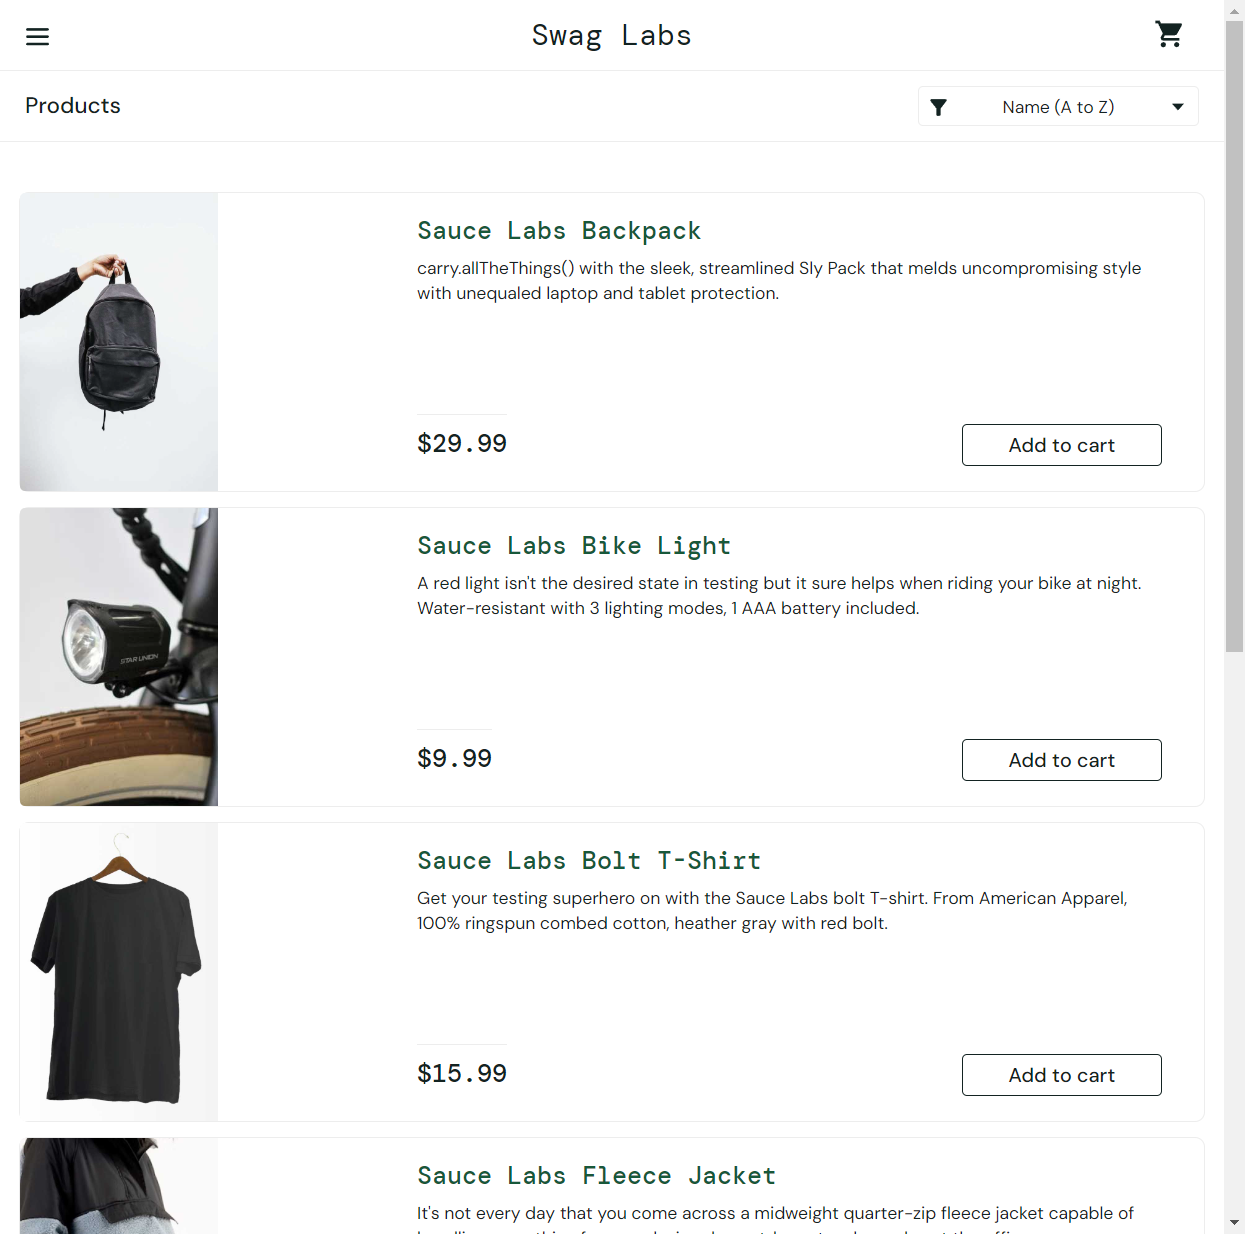 Swag Labs
Products
Name (A to Z)
Sauce Labs Backpack
carry.allTheThings() with the sleek, streamlined Sly Pack that melds uncompromising style
with unequaled laptop and tablet protection.
$29.99
Add to cart
STAR UNION
Sauce Labs Bike Light
A red light isn't the desired state in testing but it sure helps when riding your bike at night.
Water-resistant with 3 lighting modes, 1 AAA battery included.
$9.99
Add to cart
Sauce Labs Bolt T-Shirt
Get your testing superhero on with the Sauce Labs bolt T-shirt. From American Apparel,
100% ringspun combed cotton, heather gray with red bolt.
$15.99
Add to cart
Sauce Labs Fleece Jacket
It's not every day that you come across a midweight quarter-zip fleece jacket capable of